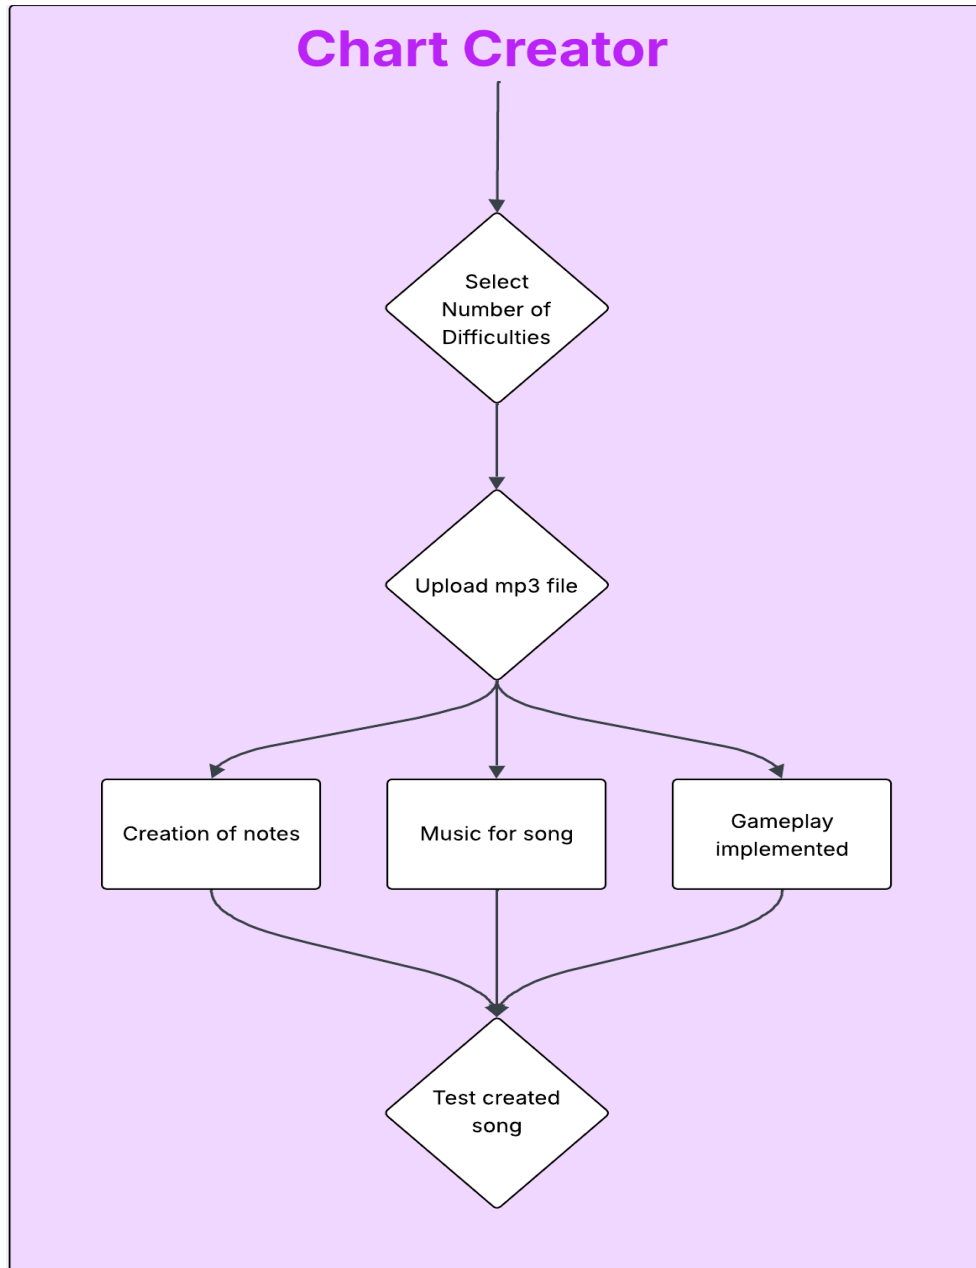 Chart Creator
Select
Number of
Difficulties
Upload mp3 file
Creation of notes
Music for song
Gameplay
implemented
Test created
song